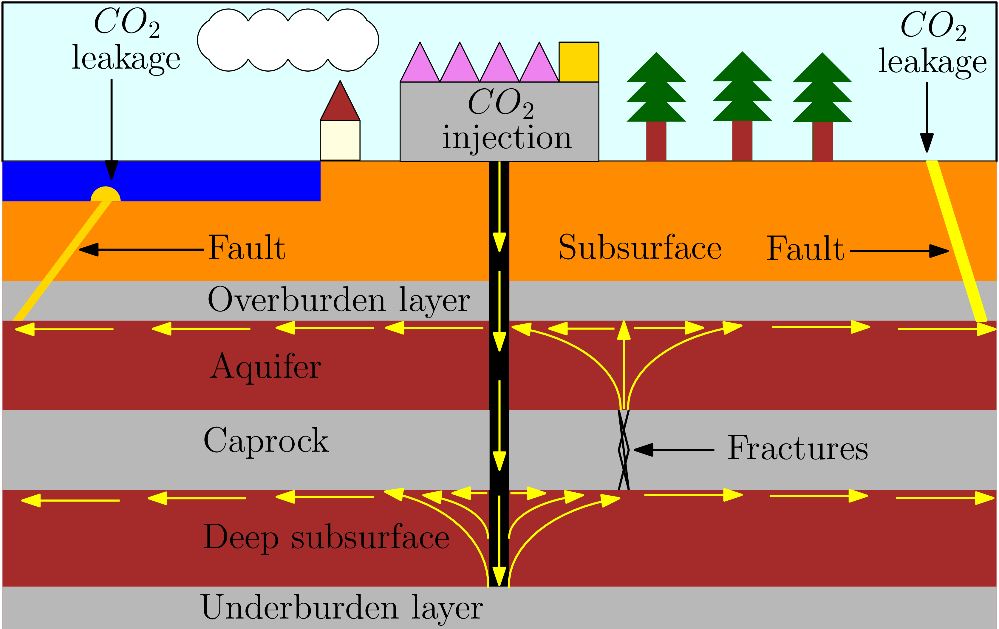 CO₂
leakage
CO₂
leakage
CO₂
injection
Fault
Subsurface
Fault
Overburden layer
Aquifer
Caprock
Fractures
Deep subsurface
Underburden layer